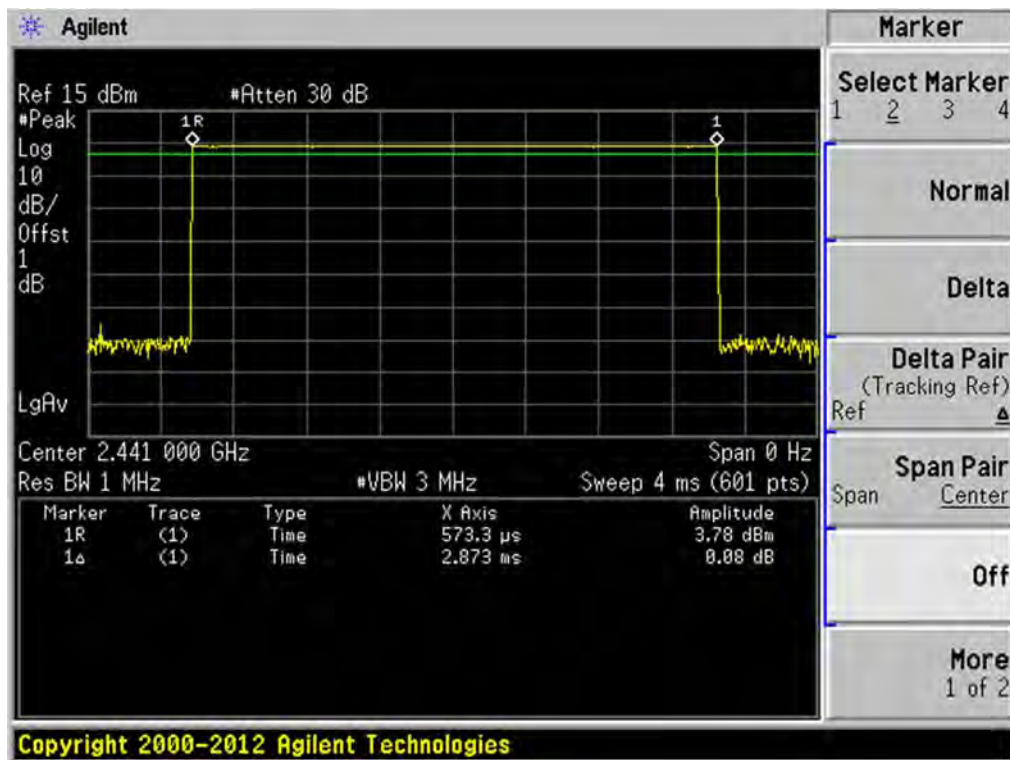 Agilent
Marker
Ref 15 dBm #Atten 30 dB
#Peak
Log
10
dB/
Offst
1
dB
LgAv
1R
1
Center 2.441 000 GHz Span 0 Hz
Res BW 1 MHz #VBW 3 MHz Sweep 4 ms (601 pts)
Marker Trace Type X Axis Amplitude
1R (1) Time 573.3 µs 3.78 dBm
1Δ (1) Time 2.873 ms 0.08 dB
Select Marker
1 2 3 4
Normal
Delta
Delta Pair
(Tracking Ref)
Ref Δ
Span Pair
Span Center
Off
More
1 of 2
Copyright 2000-2012 Agilent Technologies